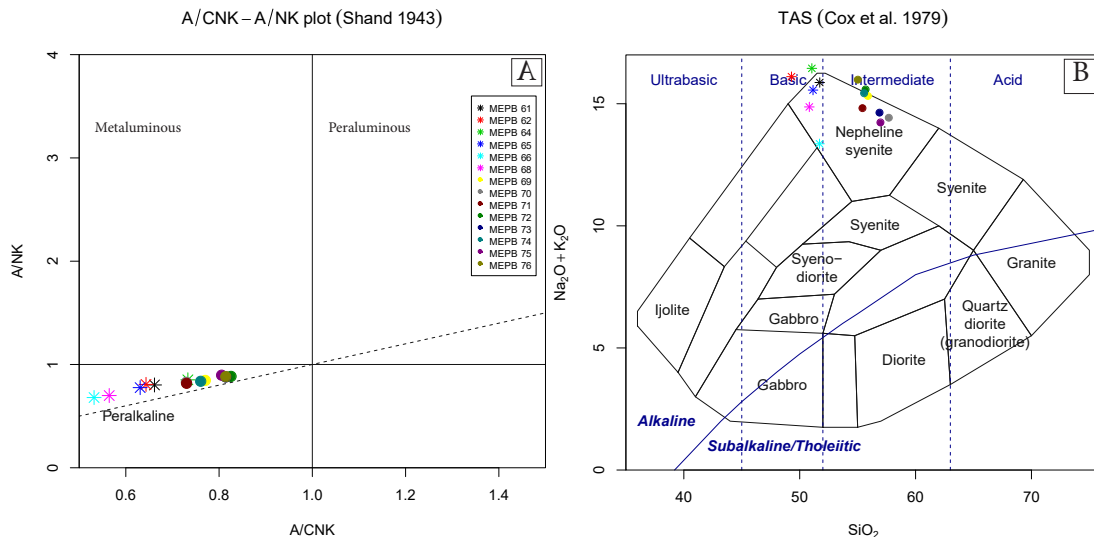 A/CNK – A/NK plot (Shand 1943)
4
3
2
1
0
A/NK
A
Metaluminous
Peraluminous
Peralkaline
MEPB 61
MEPB 62
MEPB 64
MEPB 65
MEPB 66
MEPB 68
MEPB 69
MEPB 70
MEPB 71
MEPB 72
MEPB 73
MEPB 74
MEPB 75
MEPB 76
0.6 0.8 1.0 1.2 1.4
A/CNK
TAS (Cox et al. 1979)
15
10
5
0
Na₂O + K₂O
B
Ultrabasic Basic Intermediate Acid
Nepheline
syenite
Syenite
Syenite
Syeno−
diorite
Granite
Ijolite
Gabbro
Quartz
diorite
(granodiorite)
Gabbro
Diorite
Alkaline
Subalkaline/Tholeiitic
40 50 60 70
SiO₂